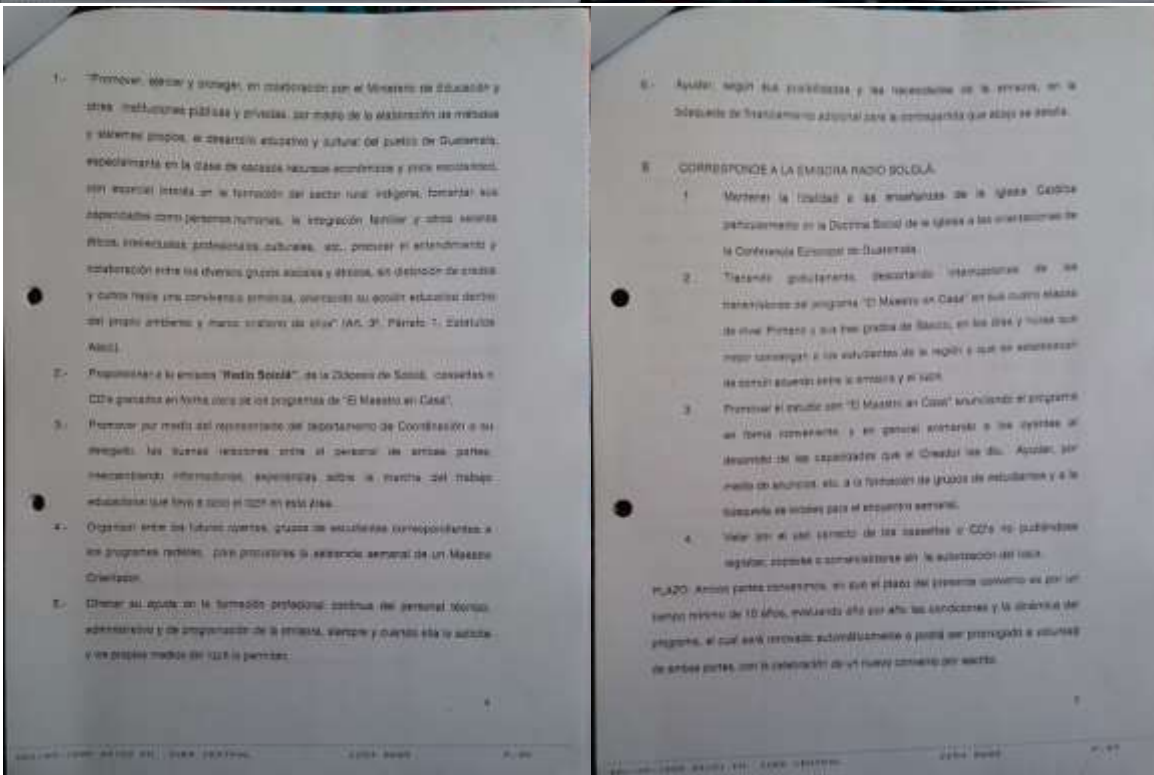 1.- "Promover, ejercer y proteger, en colaboración con el Ministerio de Educación y
otras instituciones públicas y privadas, por medio de la elaboración de métodos
y sistemas propios, el desarrollo educativo y cultural del pueblo de Guatemala,
especialmente en la clase de escasos recursos económicos y poca escolaridad,
con especial interés en la formación del sector rural indígena, fomentar sus
capacidades como personas humanas, la integración familiar y otros valores
éticos, intelectuales, profesionales, culturales, etc., procurar el entendimiento y
colaboración entre los diversos grupos sociales y étnicos, sin distinción de credos
y cultos hacia una convivencia armónica, orientando su acción educativa dentro
del propio ambiente y marco de ellos" (Art. 3º. Párrafo 1. Estatutos
2.- Proporcionar a la emisora "Radio Sololá", de la Diócesis de Sololá, cassettes o
CD's grabados en forma clara de los programas de "El Maestro en Casa".
3.- Promover por medio del representante del departamento de Coordinación o su
delegado, las buenas relaciones entre el personal de ambas partes,
intercambiando informaciones, experiencias sobre la marcha del trabajo
educacional que lleva a cabo el IGER en esta área.
4.- Organizar entre los futuros oyentes, grupos de estudiantes correspondientes a
los programas radiales, para procurarles la asistencia semanal de un Maestro
Orientador.
5.- Ofrecer su ayuda en la formación profesional continua del personal técnico,
administrativo y de programación de la emisora, siempre y cuando ella lo solicite
y los propios medios del IGER lo permitan.
6.- Ayudar, según sus posibilidades y las necesidades de la emisora, en la
búsqueda de financiamiento adicional para la contrapartida que abajo se detalla.
B. CORRESPONDE A LA EMISORA RADIO SOLOLÁ.
1. Mantener la fidelidad a las enseñanzas de la Iglesia Católica
particularmente en la Doctrina Social de la Iglesia a las orientaciones de
la Conferencia Episcopal de Guatemala.
2. gratuitamente, descartando interrupciones de las
transmisiones del programa "El Maestro en Casa" en sus cuatro etapas
de nivel Primario y sus tres grados de Básico, en los días y horas que
mejor convengan a los estudiantes de la región y que se establezcan
de común acuerdo entre la emisora y el IGER.
3. Promover el estudio con "El Maestro en Casa" anunciando el programa
en forma conveniente y en general animando a los oyentes al
desarrollo de las capacidades que el Creador les dio. Ayudar, por
medio de anuncios, etc. a la formación de grupos de estudiantes y a la
búsqueda de locales para el encuentro semanal.
4. Velar por el uso correcto de los cassettes o CD's no pudiéndose
regalar, copiarse o comercializarse sin la autorización del IGER.
PLAZO: Ambas partes convenimos, en que el plazo del presente convenio es por un
tiempo mínimo de 10 años, evaluando año por año las condiciones y la dinámica del
programa, el cual será renovado automáticamente o podrá ser prorrogado a voluntad
de ambas partes, con la celebración de un nuevo convenio por escrito.